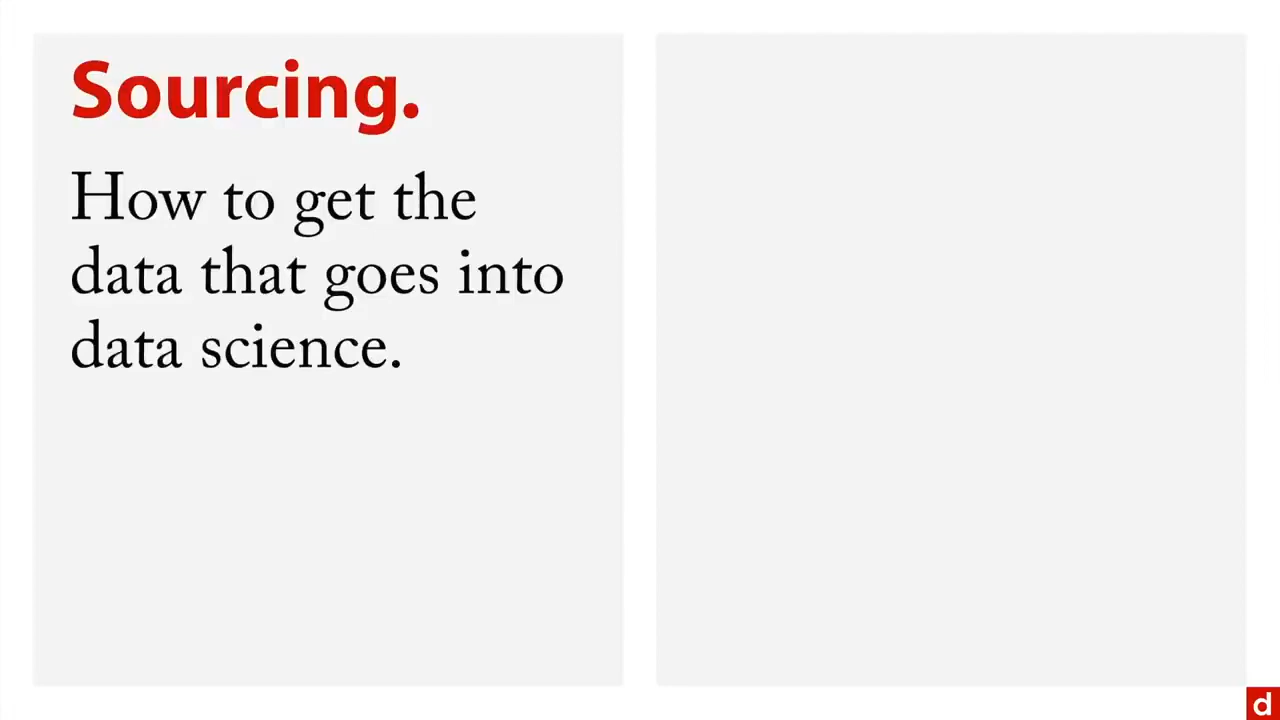 Sourcing.
How to get the
data that goes into
data science.
d